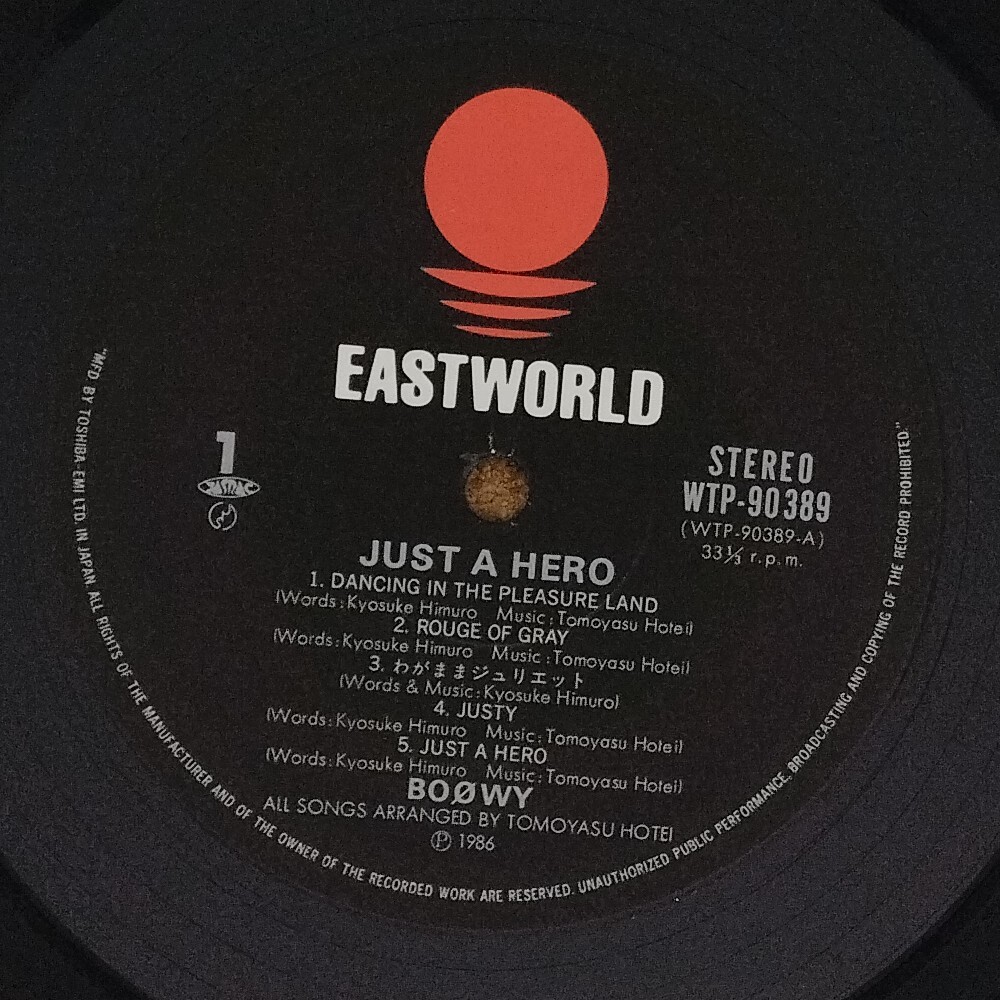 EASTWORLD
1
STEREO
WTP-90389
(WTP-90389-A)
33⅓ r.p.m.
JUST A HERO
1. DANCING IN THE PLEASURE LAND
(Words:Kyosuke Himuro Music:Tomoyasu Hotei)
2. ROUGE OF GRAY
(Words:Kyosuke Himuro Music:Tomoyasu Hotei)
3. わがままジュリエット
(Words & Music:Kyosuke Himuro)
4. JUSTY
(Words:Kyosuke Himuro Music:Tomoyasu Hotei)
5. JUST A HERO
(Words:Kyosuke Himuro Music:Tomoyasu Hotei)
BOØWY
ALL SONGS ARRANGED BY TOMOYASU HOTEI
Ⓟ 1986
"MFD BY TOSHIBA-EMI LTD. IN JAPAN. ALL RIGHTS OF THE MANUFACTURER AND OF THE OWNER OF THE RECORDED WORK ARE RESERVED. UNAUTHORIZED PUBLIC PERFORMANCE, BROADCASTING AND COPYING OF THE RECORD PROHIBITED."